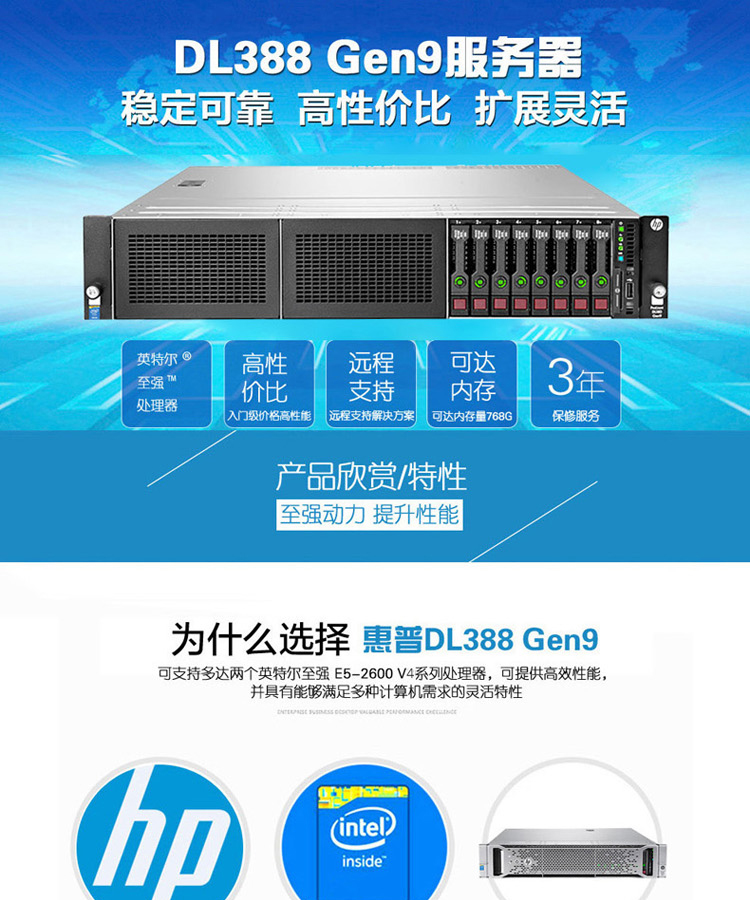 DL388 Gen9服务器
稳定可靠 高性价比 扩展灵活
hp
英特尔®
至强™
处理器
高性
价比
入门级价格高性能
远程
支持
远程支持解决方案
可达
内存
可达内存量768G
3年
保修服务
产品欣赏/特性
至强动力 提升性能
为什么选择 惠普DL388 Gen9
可支持多达两个英特尔至强 E5-2600 V4系列处理器，可提供高效性能，
并具有能够满足多种计算机需求的灵活特性
hp
intel
inside™